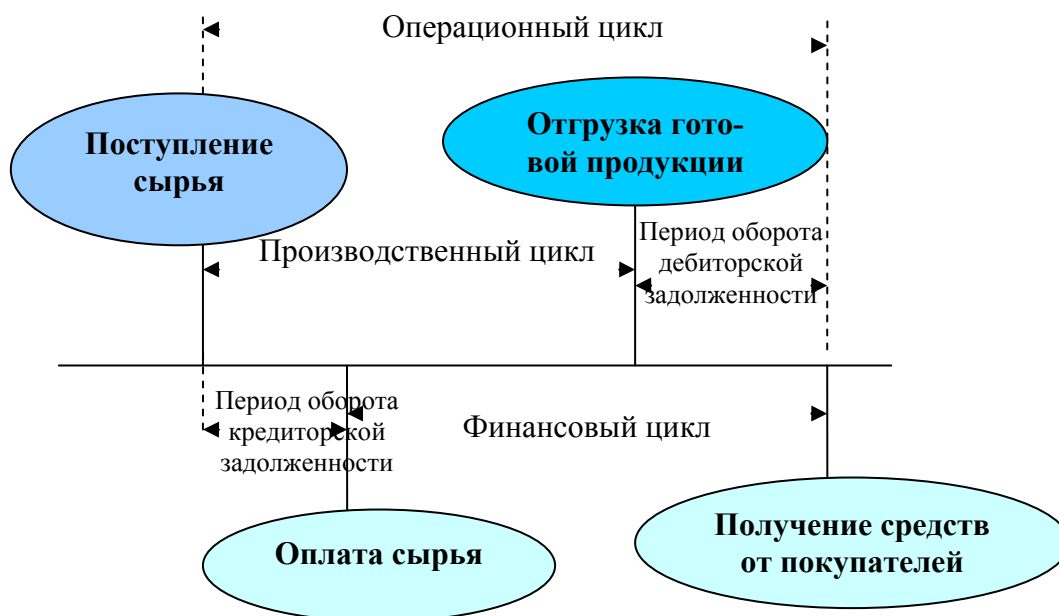 Операционный цикл
Поступление
сырья
Отгрузка гото-
вой продукции
Производственный цикл
Период оборота
дебиторской
задолженности
Период оборота
кредиторской
задолженности
Финансовый цикл
Оплата сырья
Получение средств
от покупателей